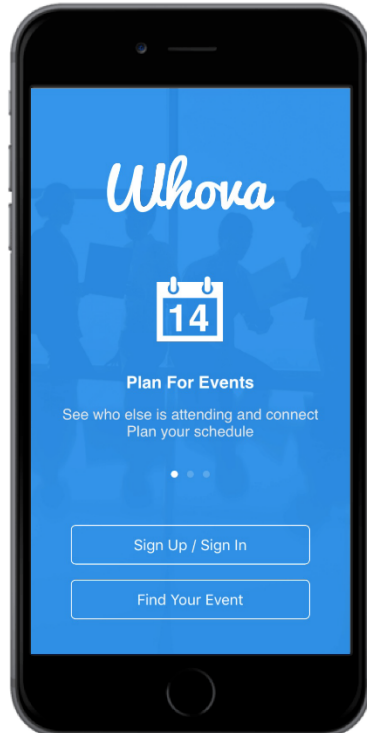 Whova
14
Plan For Events
See who else is attending and connect
Plan your schedule
Sign Up / Sign In
Find Your Event